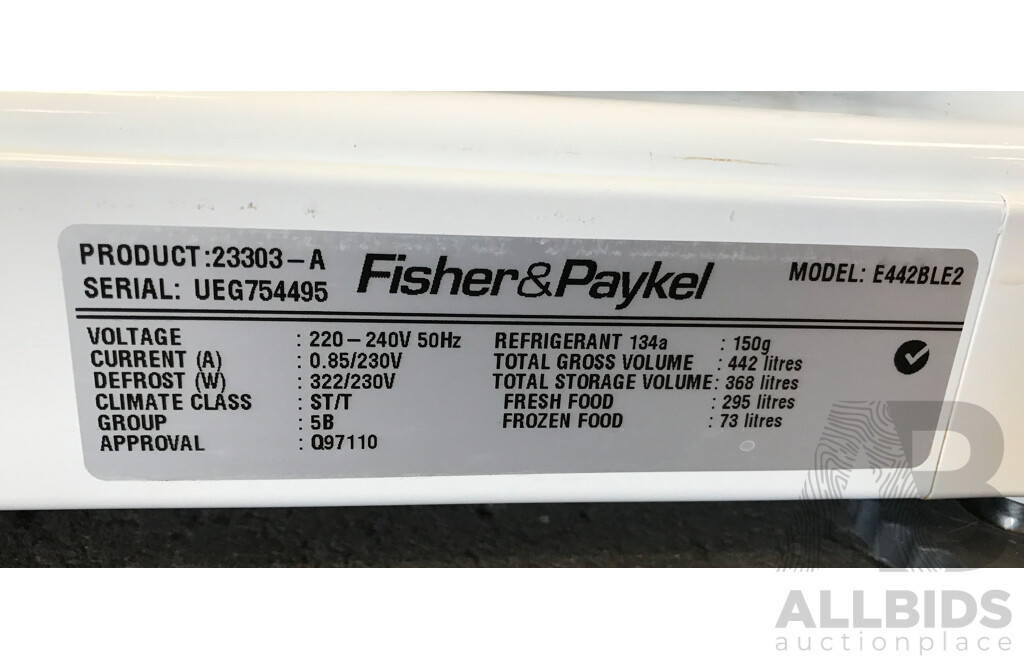 PRODUCT:23303-A
SERIAL: UEG754495
Fisher&Paykel
MODEL: E442BLE2
VOLTAGE : 220-240V 50Hz
CURRENT (A) : 0.85/230V
DEFROST (W) : 322/230V
CLIMATE CLASS : ST/T
GROUP : 5B
APPROVAL : Q97110
REFRIGERANT 134a : 150g
TOTAL GROSS VOLUME : 442 litres
TOTAL STORAGE VOLUME: 368 litres
FRESH FOOD : 295 litres
FROZEN FOOD : 73 litres
AB
ALLBIDS
auctionplace